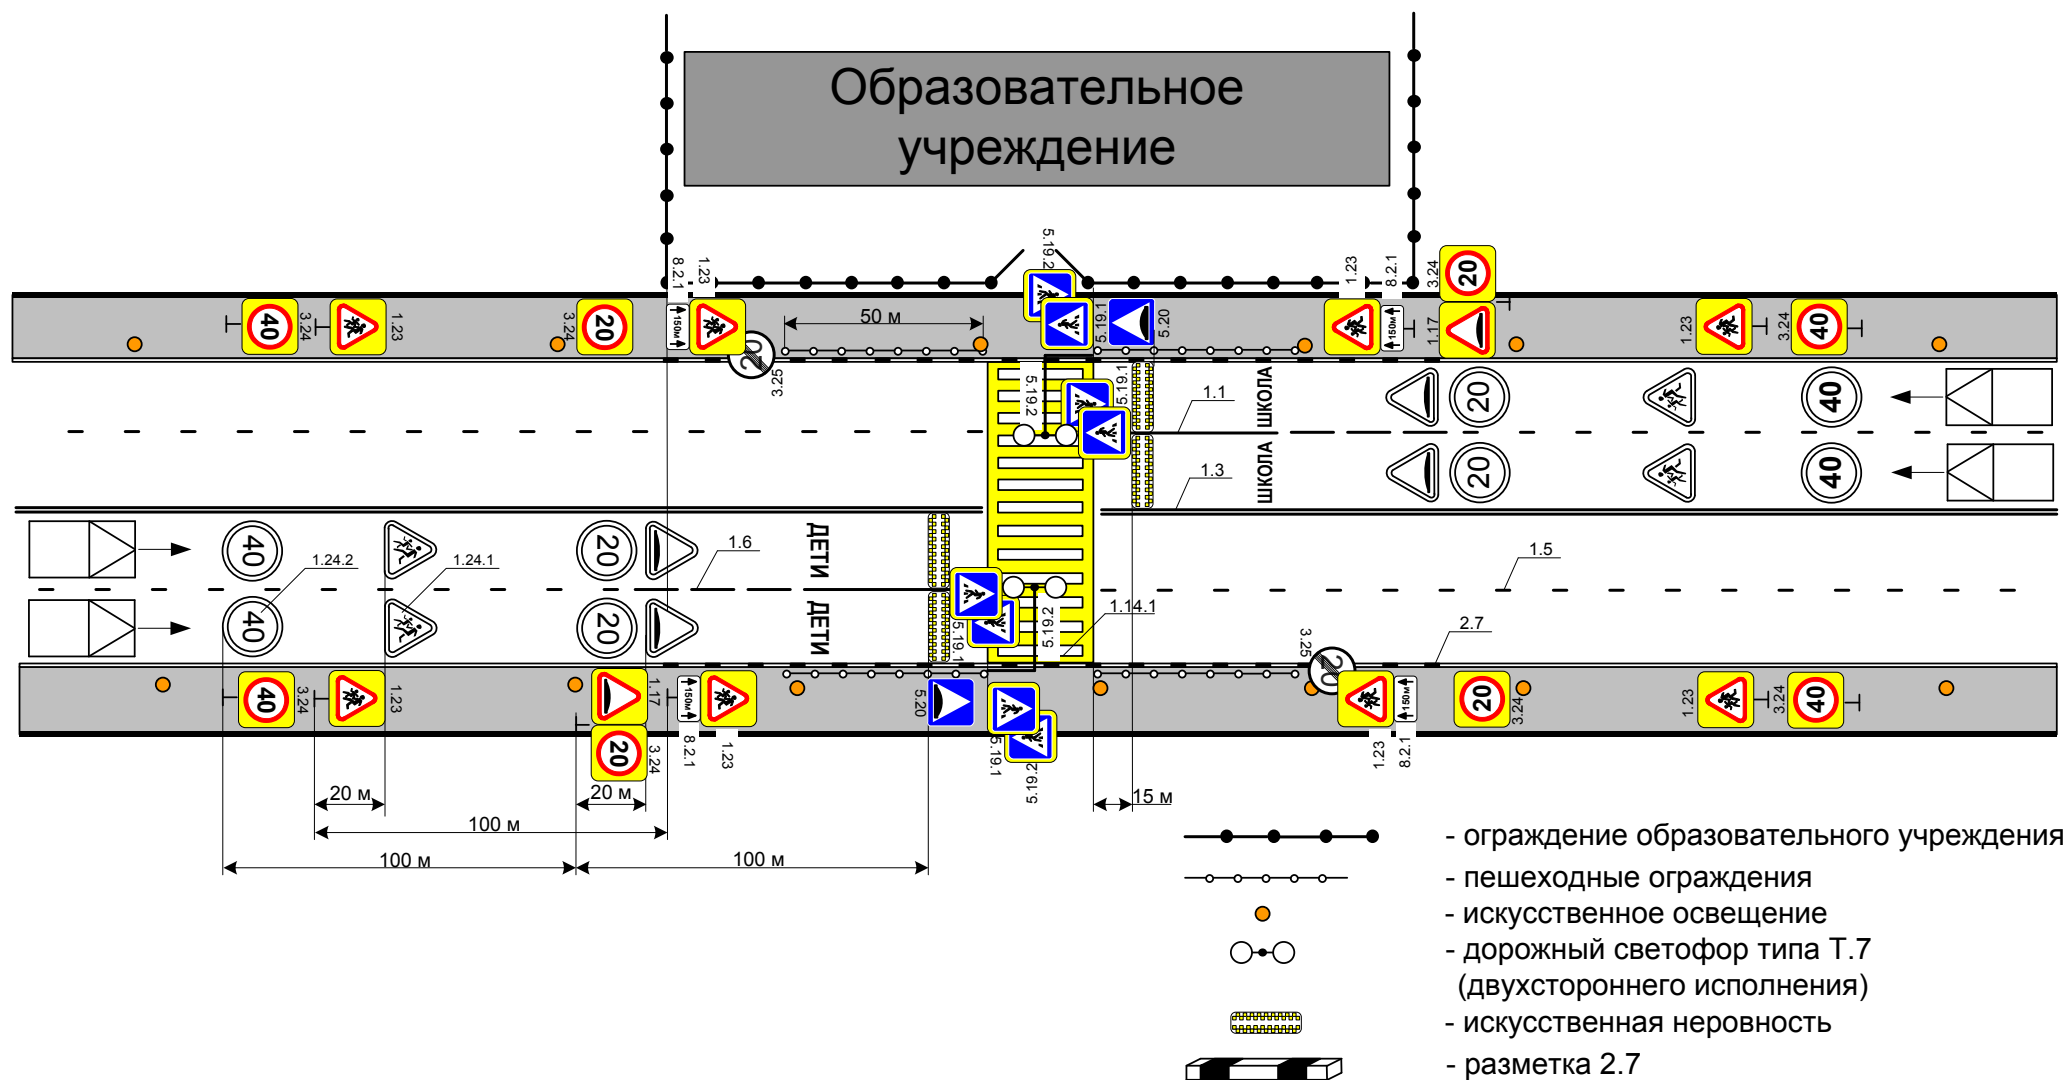 Образовательное
учреждение
5.19.2
8.2.1
1.23
1.23
8.2.1
3.24
20
40
3.24
1.23
3.24
20
150м
50 м
5.19.1
5.20
150м
1.17
1.23
3.24
40
20
3.25
5.19.2
5.19.1
1.1
ШКОЛА
20
40
1.3
ШКОЛА
20
40
40
1.24.2
1.24.1
20
1.6
ДЕТИ
1.5
40
20
ДЕТИ
5.19.1
5.19.2
1.14.1
3.25
20
2.7
40
3.24
1.23
1.17
150м
5.20
150м
20
3.24
1.23
3.24
40
20
3.24
8.2.1
1.23
5.19.1
5.19.2
1.23
8.2.1
20 м
20 м
15 м
100 м
100 м
100 м
- ограждение образовательного учреждения
- пешеходные ограждения
- искусственное освещение
- дорожный светофор типа Т.7
(двухстороннего исполнения)
- искусственная неровность
- разметка 2.7